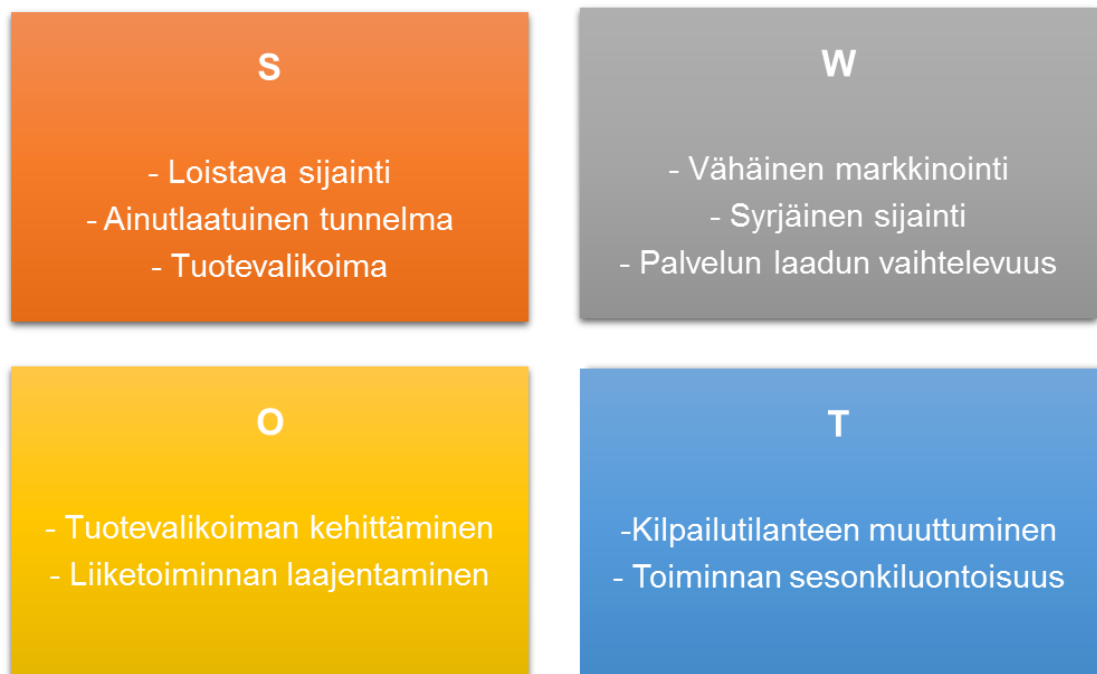 S
- Loistava sijainti
- Ainutlaatuinen tunnelma
- Tuotevalikoima
W
- Vähäinen markkinointi
- Syrjäinen sijainti
- Palvelun laadun vaihtelevuus
O
- Tuotevalikoiman kehittäminen
- Liiketoiminnan laajentaminen
T
-Kilpailutilanteen muuttuminen
- Toiminnan sesonkiluontoisuus